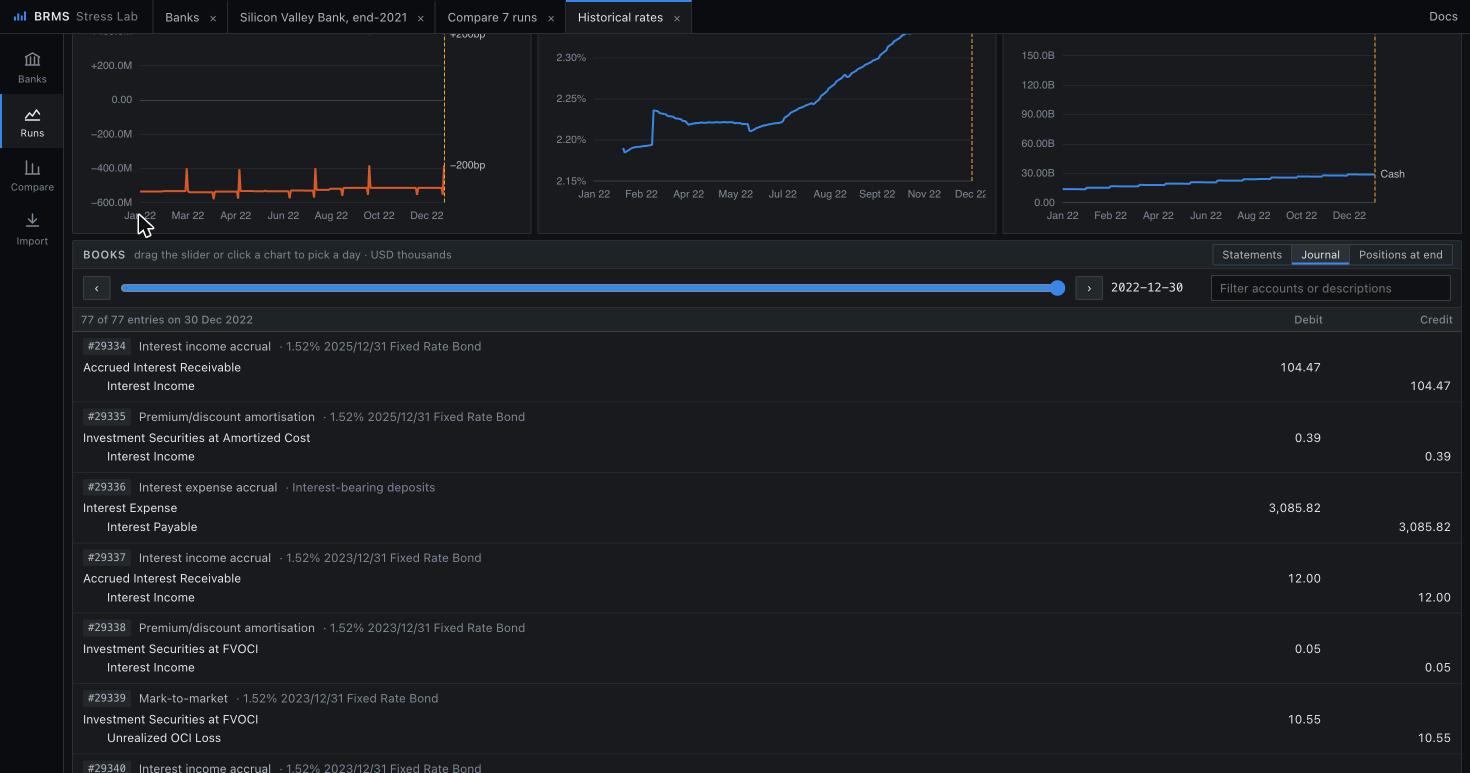 BRMS Stress Lab
Banks × Silicon Valley Bank, end-2021 × Compare 7 runs × Historical rates × Docs
Banks
Runs
Compare
Import
+200.0M
0.00
−200.0M
−400.0M
−600.0M
+200bp
−200bp
Mar 22 Apr 22 Jun 22 Aug 22 Oct 22 Dec 22
2.30%
2.25%
2.20%
2.15%
Jan 22 Feb 22 Apr 22 May 22 Jul 22 Aug 22 Sept 22 Nov 22 Dec 22
150.0B
120.0B
90.00B
60.00B
30.00B
0.00
Cash
Jan 22 Feb 22 Apr 22 Jun 22 Aug 22 Oct 22 Dec 22
BOOKS drag the slider or click a chart to pick a day · USD thousands Statements Journal Positions at end
‹ › 2022-12-30 Filter accounts or descriptions
77 of 77 entries on 30 Dec 2022 Debit Credit
#29334 Interest income accrual · 1.52% 2025/12/31 Fixed Rate Bond
Accrued Interest Receivable 104.47
Interest Income 104.47
#29335 Premium/discount amortisation · 1.52% 2025/12/31 Fixed Rate Bond
Investment Securities at Amortized Cost 0.39
Interest Income 0.39
#29336 Interest expense accrual · Interest-bearing deposits
Interest Expense 3,085.82
Interest Payable 3,085.82
#29337 Interest income accrual · 1.52% 2023/12/31 Fixed Rate Bond
Accrued Interest Receivable 12.00
Interest Income 12.00
#29338 Premium/discount amortisation · 1.52% 2023/12/31 Fixed Rate Bond
Investment Securities at FVOCI 0.05
Interest Income 0.05
#29339 Mark-to-market · 1.52% 2023/12/31 Fixed Rate Bond
Investment Securities at FVOCI 10.55
Unrealized OCI Loss 10.55
#29340 Interest income accrual · 1.52% 2023/12/31 Fixed Rate Bond